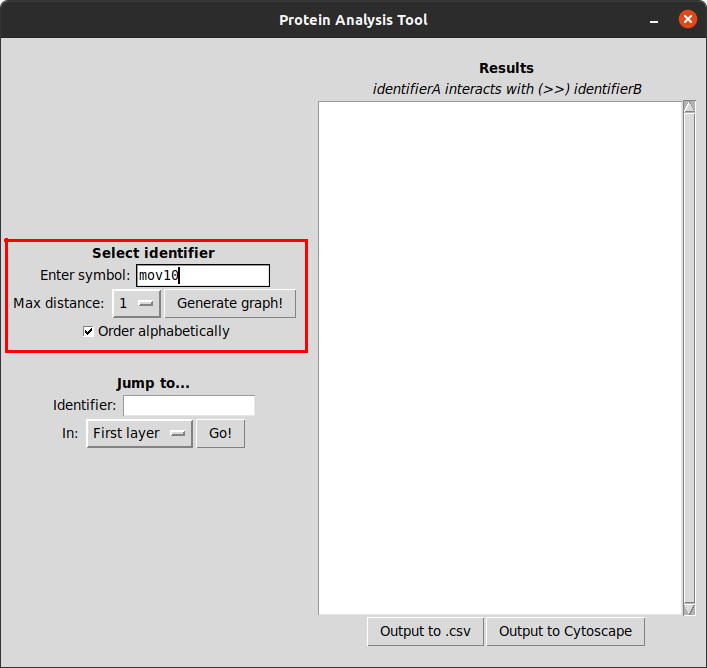 Protein Analysis Tool
Results
identifierA interacts with (>>) identifierB
Select identifier
Enter symbol: mov10
Max distance: 1 Generate graph!
Order alphabetically
Jump to...
Identifier:
In: First layer Go!
Output to .csv Output to Cytoscape